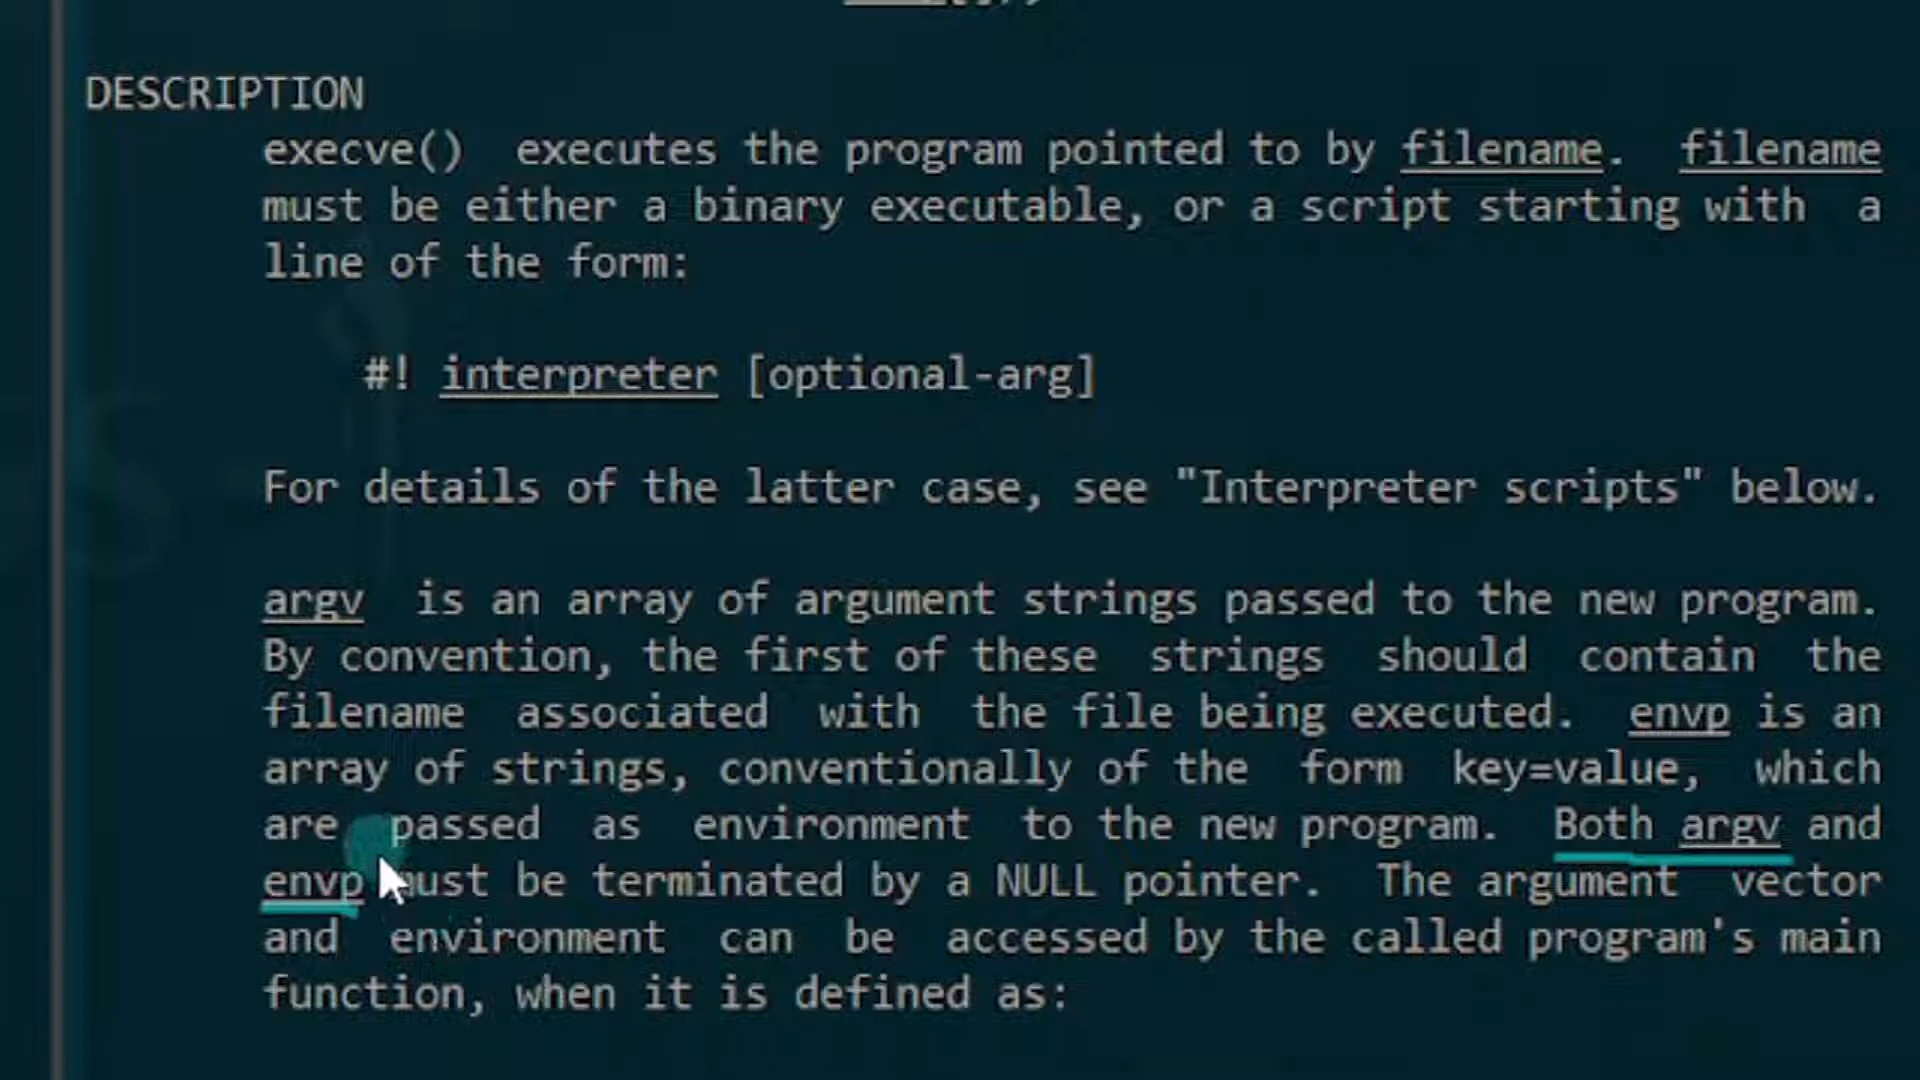 DESCRIPTION
execve() executes the program pointed to by filename. filename
must be either a binary executable, or a script starting with a
line of the form:
#! interpreter [optional-arg]
For details of the latter case, see "Interpreter scripts" below.
argv is an array of argument strings passed to the new program.
By convention, the first of these strings should contain the
filename associated with the file being executed. envp is an
array of strings, conventionally of the form key=value, which
are passed as environment to the new program. Both argv and
envp must be terminated by a NULL pointer. The argument vector
and environment can be accessed by the called program's main
function, when it is defined as: